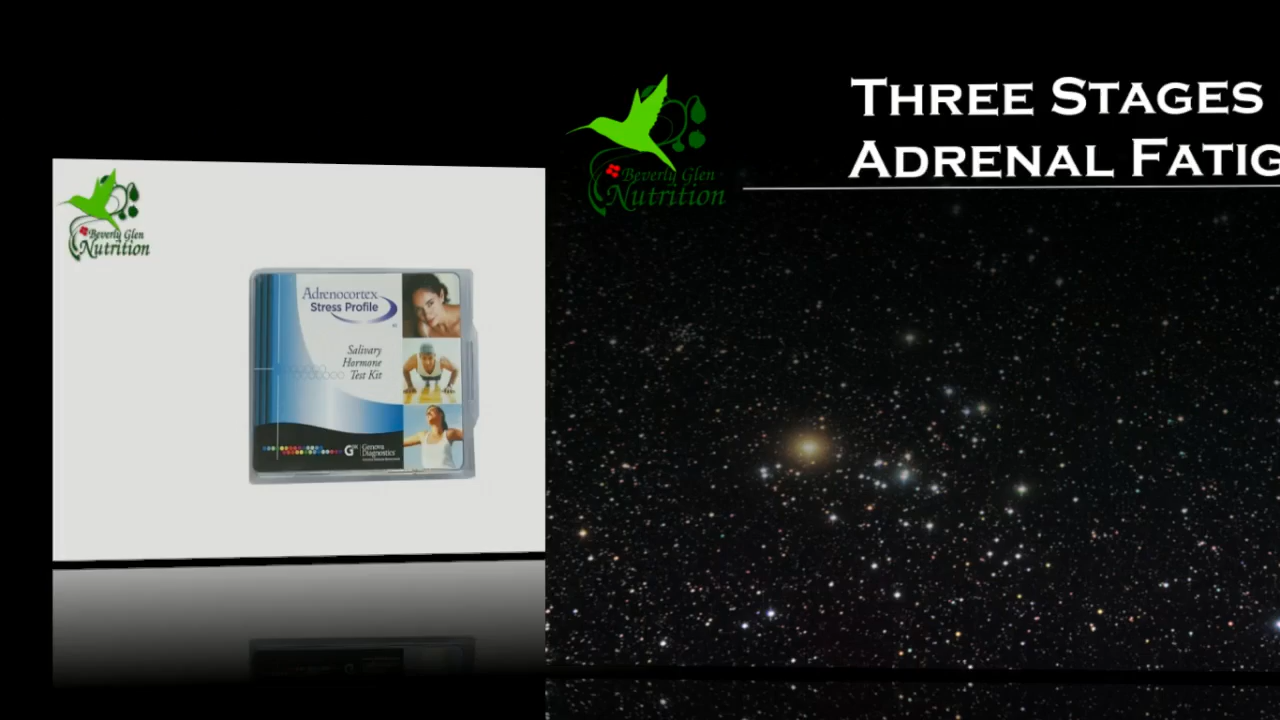 Beverly Glen
Nutrition
Adrenocortex
Stress Profile
Salivary
Hormone
Test Kit
Genova
Diagnostics
THREE STAGES
ADRENAL FATIG
Beverly Glen
Nutrition